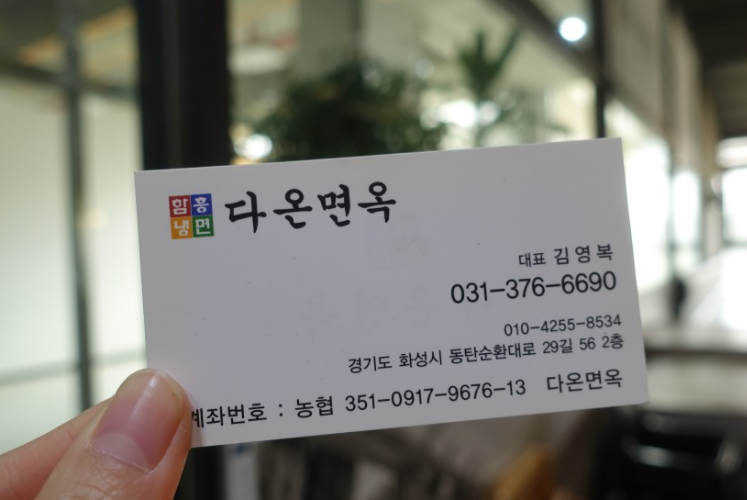 함흥
냉면
다온면옥
대표 김영복
031-376-6690
010-4255-8534
경기도 화성시 동탄순환대로 29길 56 2층
계좌번호 : 농협 351-0917-9676-13 다온면옥